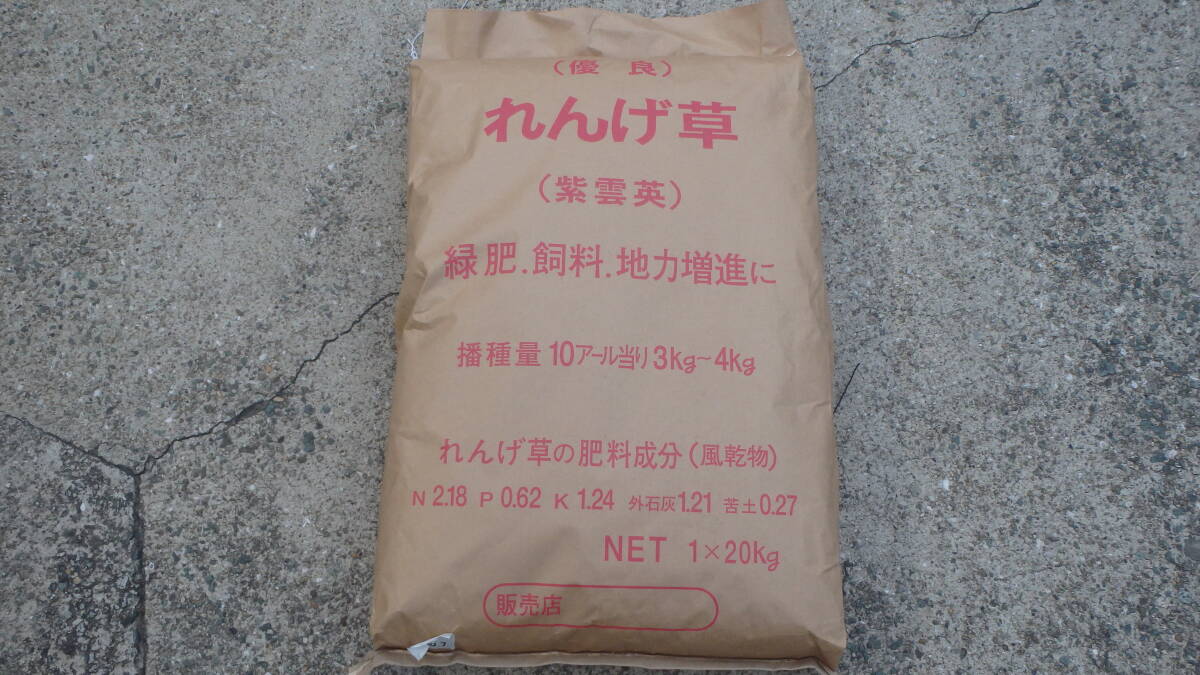 （優良）
れんげ草
（紫雲英）
緑肥.飼料.地力増進に
播種量 10アール当り 3kg～4kg
れんげ草の肥料成分（風乾物）
N 2.18 P 0.62 K 1.24 外石灰1.21 苦土0.27
NET 1×20kg
販売店